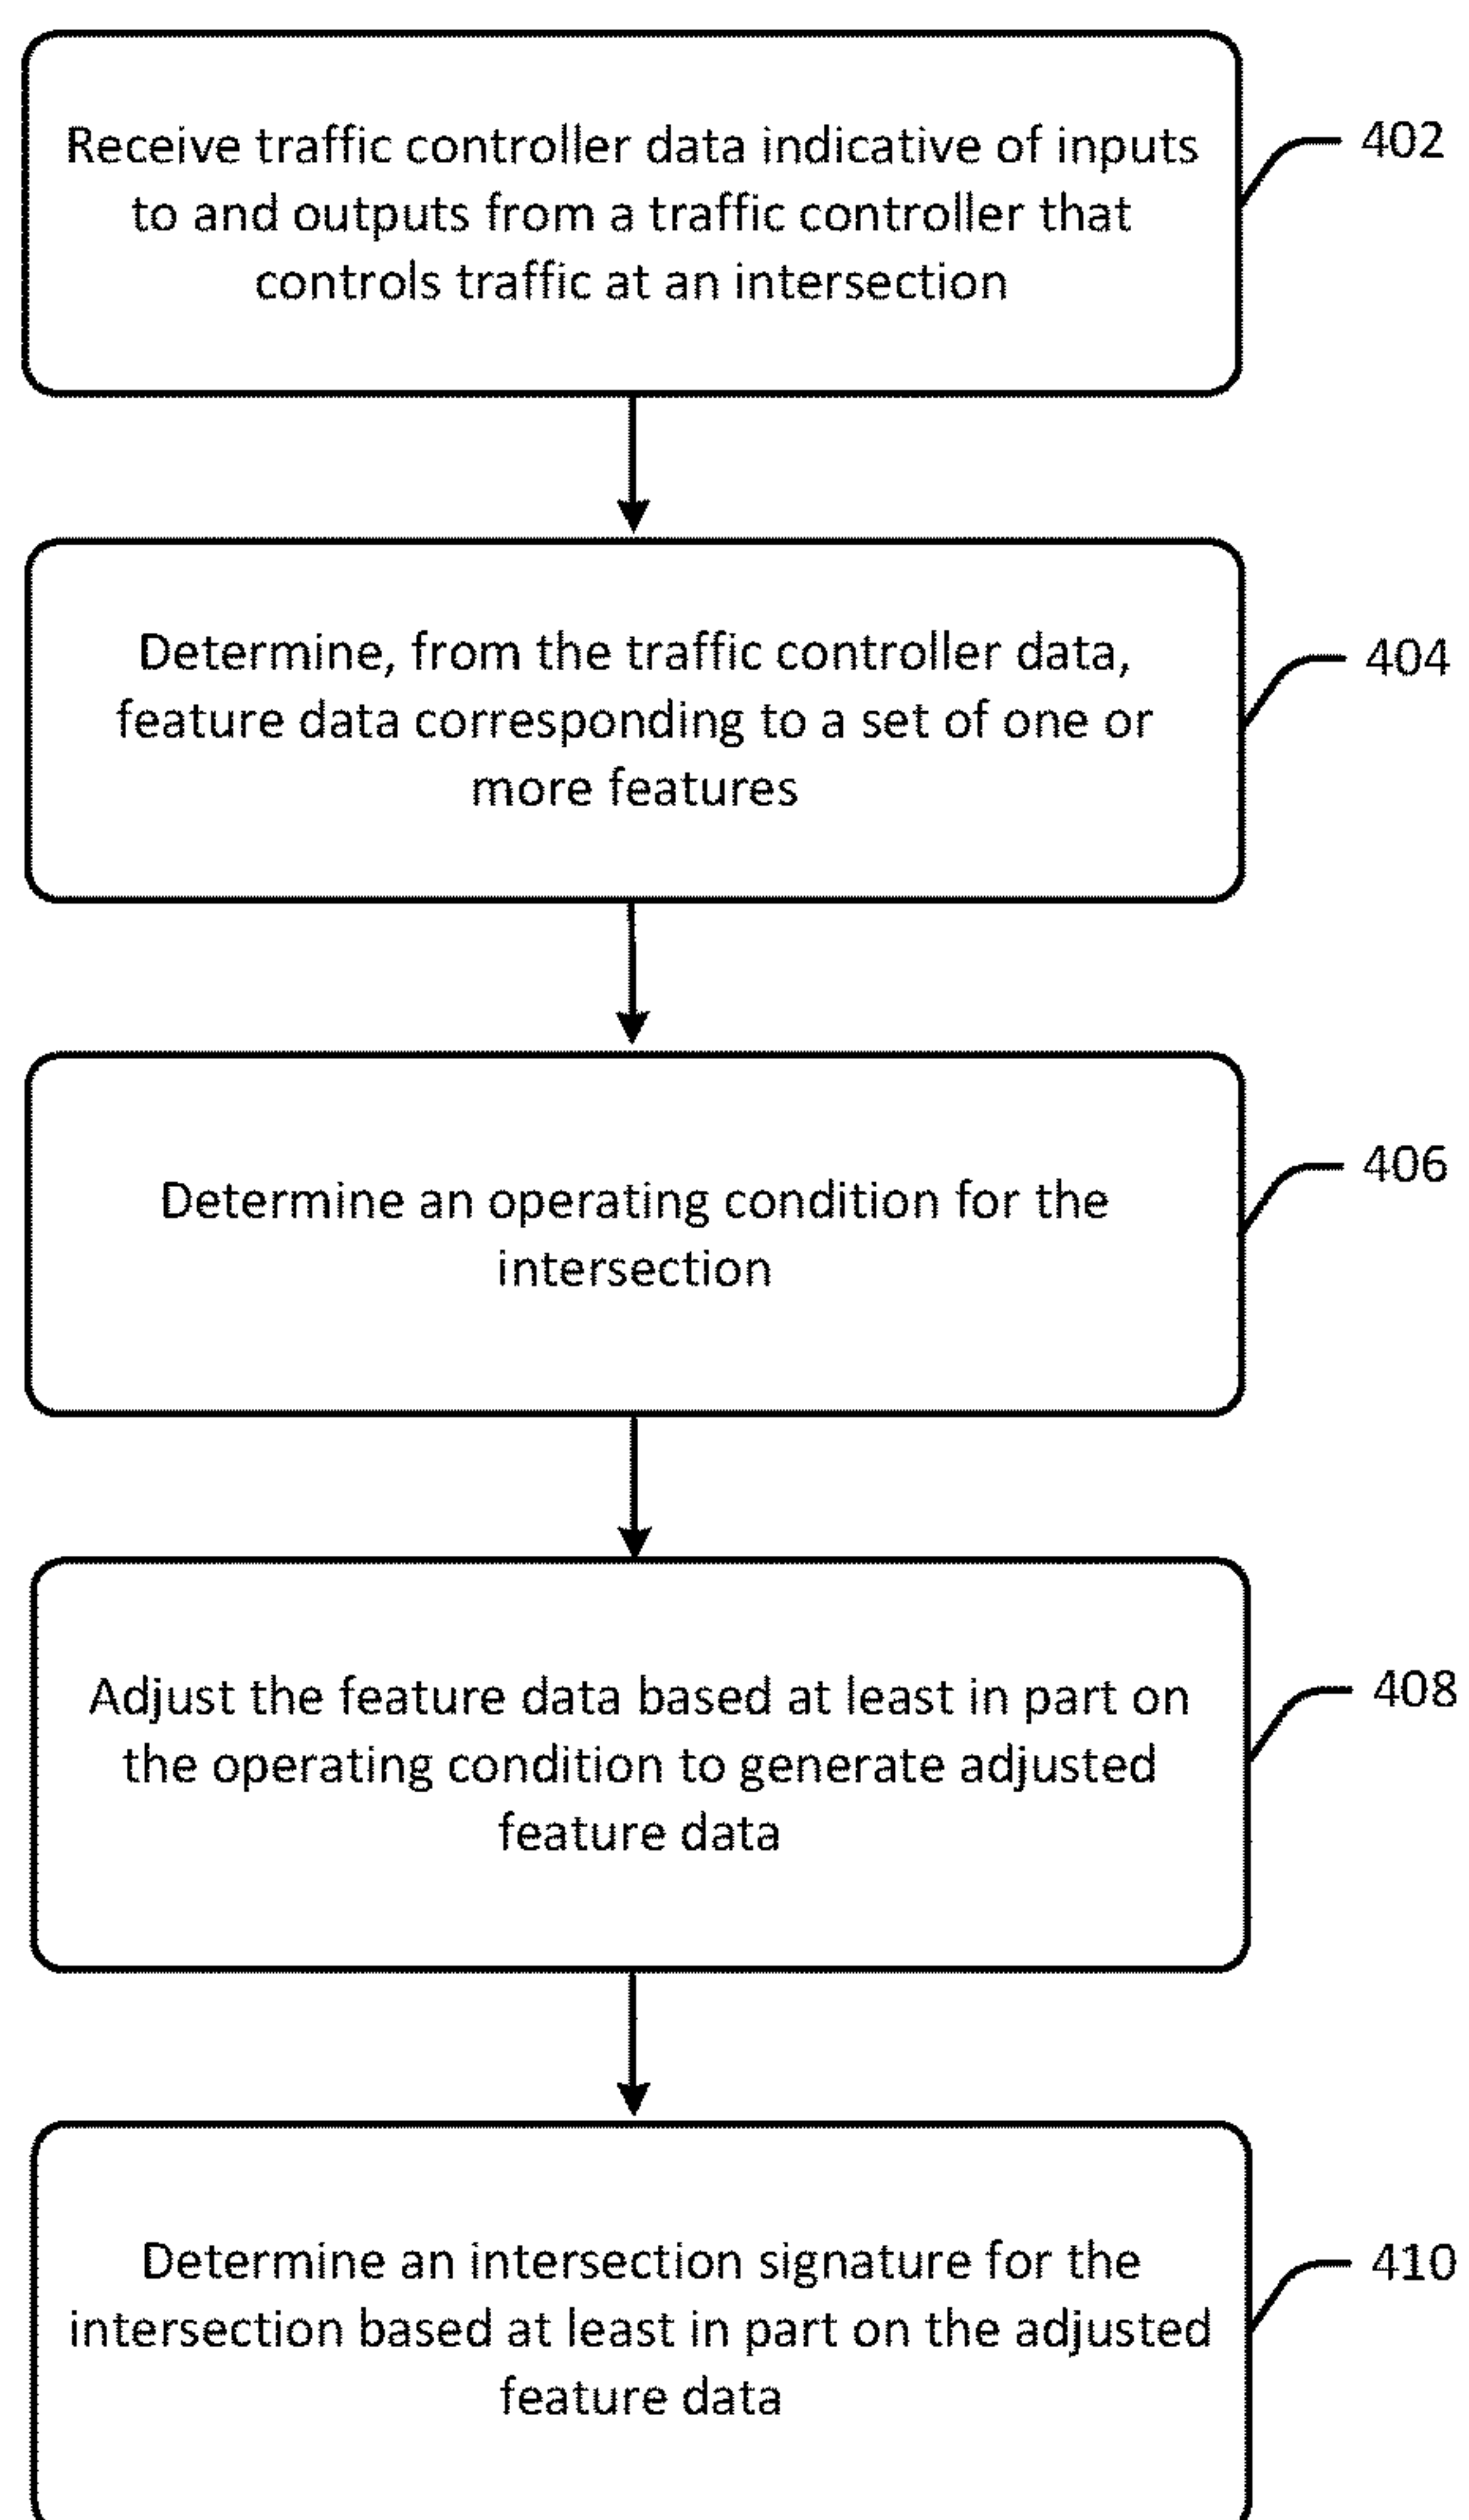 Receive traffic controller data indicative of inputs
to and outputs from a traffic controller that
controls traffic at an intersection
402
Determine, from the traffic controller data,
feature data corresponding to a set of one or
more features
404
Determine an operating condition for the
intersection
406
Adjust the feature data based at least in part on
the operating condition to generate adjusted
feature data
408
Determine an intersection signature for the
intersection based at least in part on the adjusted
feature data
410